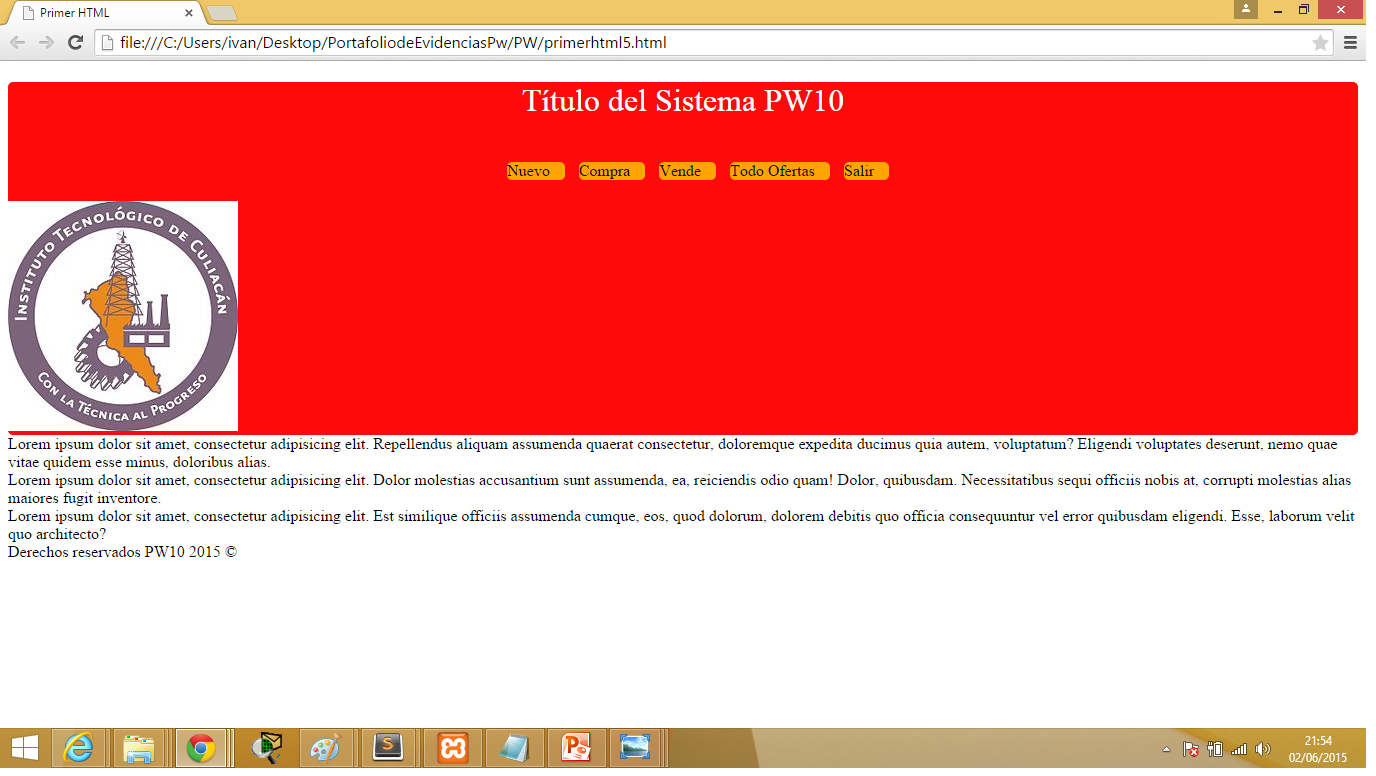 Primer HTML
file:///C:/Users/ivan/Desktop/PortafoliodeEvidenciasPw/PW/primerhtml5.html
Título del Sistema PW10
Nuevo Compra Vende Todo Ofertas Salir
INSTITUTO TECNOLÓGICO DE CULIACÁN
CON LA TÉCNICA AL PROGRESO
Lorem ipsum dolor sit amet, consectetur adipisicing elit. Repellendus aliquam assumenda quaerat consectetur, doloremque expedita ducimus quia autem, voluptatum? Eligendi voluptates deserunt, nemo quae
vitae quidem esse minus, doloribus alias.
Lorem ipsum dolor sit amet, consectetur adipisicing elit. Dolor molestias accusantium sunt assumenda, ea, reiciendis odio quam! Dolor, quibusdam. Necessitatibus sequi officiis nobis at, corrupti molestias alias
maiores fugit inventore.
Lorem ipsum dolor sit amet, consectetur adipisicing elit. Est similique officiis assumenda cumque, eos, quod dolorum, dolorem debitis quo officia consequuntur vel error quibusdam eligendi. Esse, laborum velit
quo architecto?
Derechos reservados PW10 2015 ©
21:54
02/06/2015